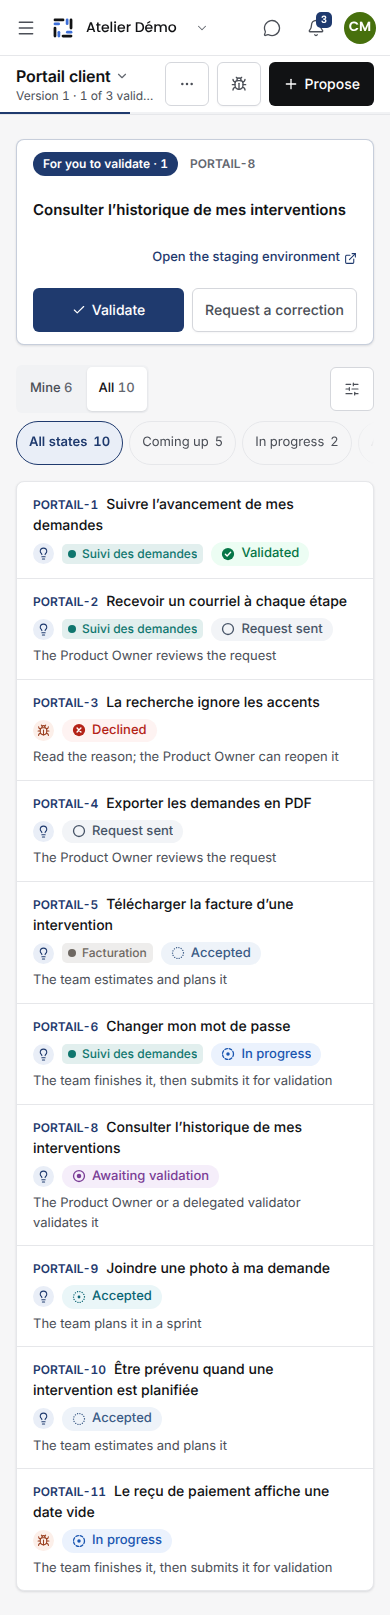 Atelier Démo
3
CM
Portail client
Version 1 · 1 of 3 valid...
Propose
For you to validate · 1
PORTAIL-8
Consulter l’historique de mes interventions
Open the staging environment
Validate
Request a correction
Mine 6
All 10
All states 10
Coming up 5
In progress 2
PORTAIL-1 Suivre l’avancement de mes
demandes
Suivi des demandes
Validated
PORTAIL-2 Recevoir un courriel à chaque étape
Suivi des demandes
Request sent
The Product Owner reviews the request
PORTAIL-3 La recherche ignore les accents
Declined
Read the reason; the Product Owner can reopen it
PORTAIL-4 Exporter les demandes en PDF
Request sent
The Product Owner reviews the request
PORTAIL-5 Télécharger la facture d’une
intervention
Facturation
Accepted
The team estimates and plans it
PORTAIL-6 Changer mon mot de passe
Suivi des demandes
In progress
The team finishes it, then submits it for validation
PORTAIL-8 Consulter l’historique de mes
interventions
Awaiting validation
The Product Owner or a delegated validator
validates it
PORTAIL-9 Joindre une photo à ma demande
Accepted
The team plans it in a sprint
PORTAIL-10 Être prévenu quand une
intervention est planifiée
Accepted
The team estimates and plans it
PORTAIL-11 Le reçu de paiement affiche une
date vide
In progress
The team finishes it, then submits it for validation